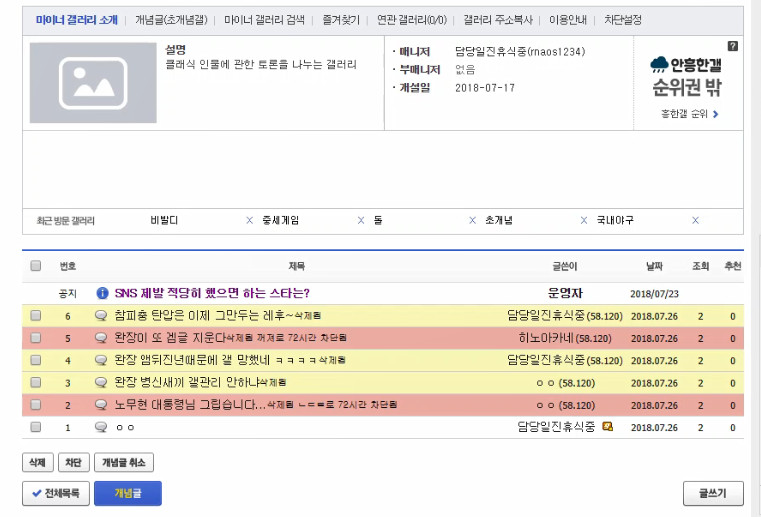 마이너 갤러리 소개 | 개념글(초개념갤) | 마이너 갤러리 검색 | 즐겨찾기 | 연관 갤러리(0/0) | 갤러리 주소복사 | 이용안내 | 차단설정
설명
클래식 인물에 관한 토론을 나누는 갤러리
· 매니저 담당일진휴식중(rnaos1234)
· 부매니저 없음
· 개설일 2018-07-17
?
안흥한갤
순위권 밖
흥한갤 순위 >
최근 방문 갤러리 비발디 X 중세게임 X 돌 X 초개념 X 국내야구 X
번호 제목 글쓴이 날짜 조회 추천
공지 SNS 제발 적당히 했으면 하는 스타는? 운영자 2018/07/23
6 참피충 탄압은 이제 그만두는 레후~삭제됨 담당일진휴식중(58.120) 2018.07.26 2 0
5 완장이 또 겜글 지운다삭제됨 꺼져로 72시간 차단됨 히노아카네(58.120) 2018.07.26 2 0
4 완장 앰뒤진년때문에 갤 망했네 ㅋㅋㅋㅋ삭제됨 담당일진휴식중(58.120) 2018.07.26 2 0
3 완장 병신새끼 갤관리 안하냐삭제됨 ㅇㅇ(58.120) 2018.07.26 2 0
2 노무현 대통령님 그립습니다...삭제됨 ㄴㄷㅌ로 72시간 차단됨 ㅇㅇ(58.120) 2018.07.26 2 0
1 ㅇㅇ 담당일진휴식중 2018.07.26 2 0
삭제 차단 개념글 취소
전체목록 개념글 글쓰기